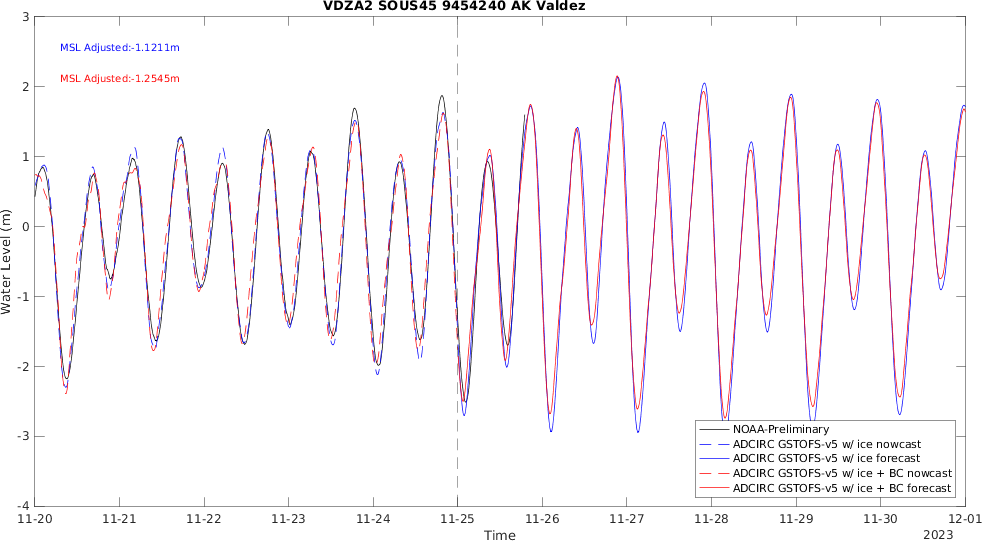 VDZA2 SOUS45 9454240 AK Valdez
MSL Adjusted:-1.1211m
MSL Adjusted:-1.2545m
Water Level (m)
3
2
1
0
-1
-2
-3
-4
NOAA-Preliminary
ADCIRC GSTOFS-v5 w/ ice nowcast
ADCIRC GSTOFS-v5 w/ ice forecast
ADCIRC GSTOFS-v5 w/ ice + BC nowcast
ADCIRC GSTOFS-v5 w/ ice + BC forecast
11-20 11-21 11-22 11-23 11-24 11-25 11-26 11-27 11-28 11-29 11-30 12-01
Time
2023